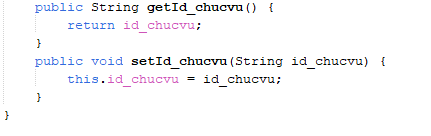 public String getId_chucvu() {
return id_chucvu;
}
public void setId_chucvu(String id_chucvu) {
this.id_chucvu = id_chucvu;
}
}